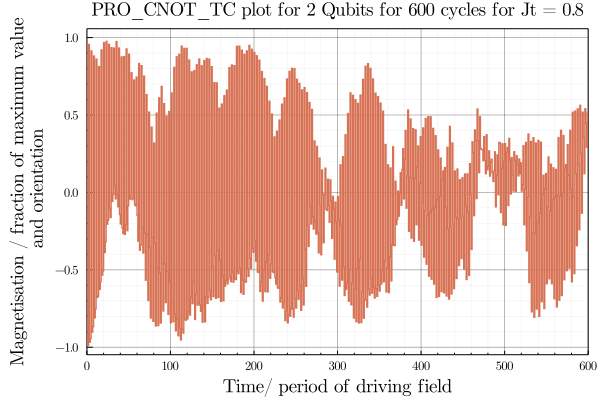 PRO_CNOT_TC plot for 2 Qubits for 600 cycles for Jt = 0.8
Magnetisation / fraction of maximum value
and orientation
1.0
0.5
0.0
−0.5
−1.0
0 100 200 300 400 500 600
Time/ period of driving field